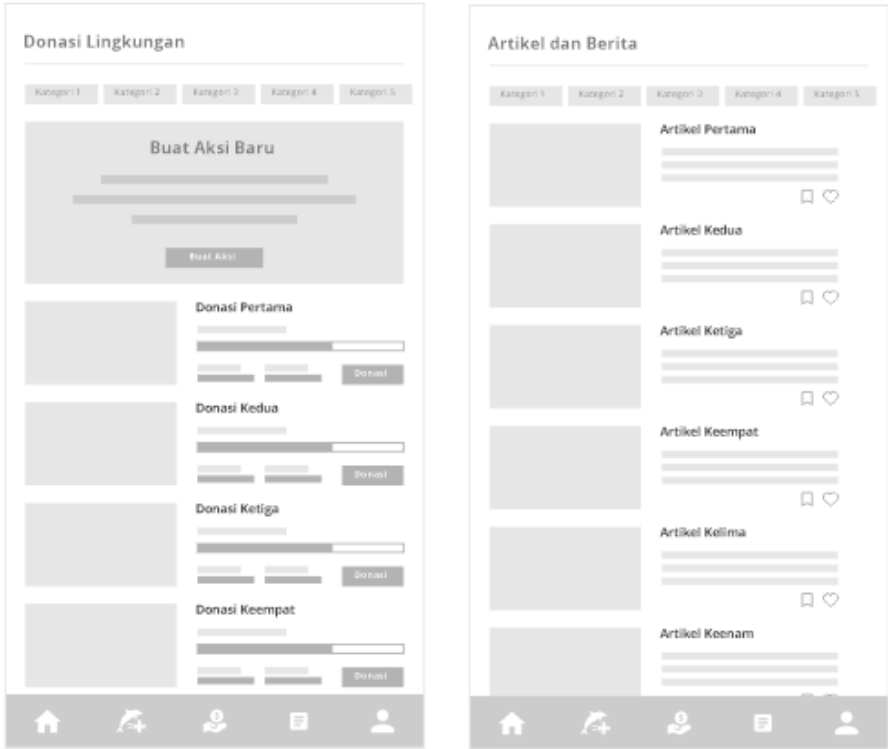 Donasi Lingkungan
Kategori 1 Kategori 2 Kategori 3 Kategori 4 Kategori 5
Buat Aksi Baru
Buat Aksi
Donasi Pertama
Donasi
Donasi Kedua
Donasi
Donasi Ketiga
Donasi
Donasi Keempat
Donasi
Artikel dan Berita
Kategori 1 Kategori 2 Kategori 3 Kategori 4 Kategori 5
Artikel Pertama
Artikel Kedua
Artikel Ketiga
Artikel Keempat
Artikel Kelima
Artikel Keenam